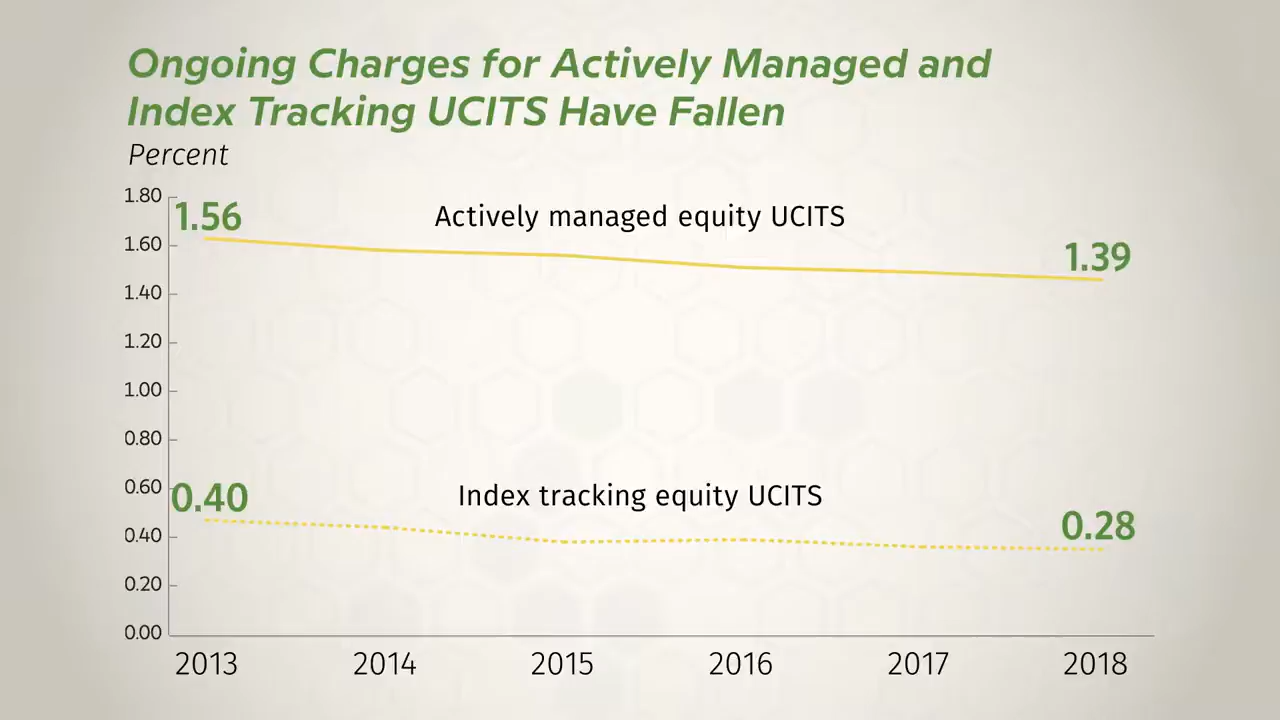 Ongoing Charges for Actively Managed and
Index Tracking UCITS Have Fallen
Percent
1.80
1.56
Actively managed equity UCITS
1.60
1.39
1.40
1.20
1.00
0.80
0.60
0.40
Index tracking equity UCITS
0.28
0.40
0.20
0.00
2013 2014 2015 2016 2017 2018